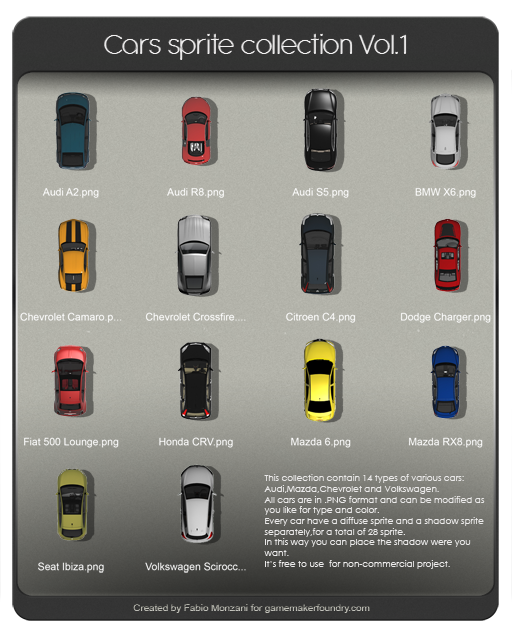 Cars sprite collection Vol.1
Audi A2.png
Audi R8.png
Audi S5.png
BMW X6.png
Chevrolet Camaro.p...
Chevrolet Crossfire....
Citroen C4.png
Dodge Charger.png
Fiat 500 Lounge.png
Honda CRV.png
Mazda 6.png
Mazda RX8.png
Seat Ibiza.png
Volkswagen Scirocc...
This collection contain 14 types of various cars:
Audi,Mazda,Chevrolet and Volkswagen.
All cars are in .PNG format and can be modified as
you like for type and color.
Every car have a diffuse sprite and a shadow sprite
separately,for a total of 28 sprite.
In this way you can place the shadow were you
want.
It's free to use for non-commercial project.
Created by Fabio Monzani for gamemakerfoundry.com